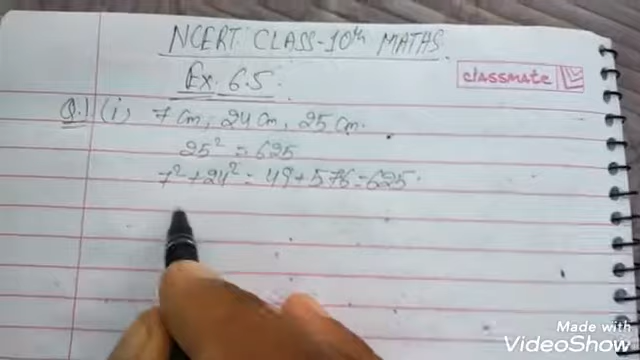 NCERT CLASS-10th MATHS.
Ex. 6.5.
classmate
Q.1 (i) 7 cm, 24 cm, 25 cm.
25² = 625
7² + 24² = 49 + 576 = 625.
Made with
VideoShow